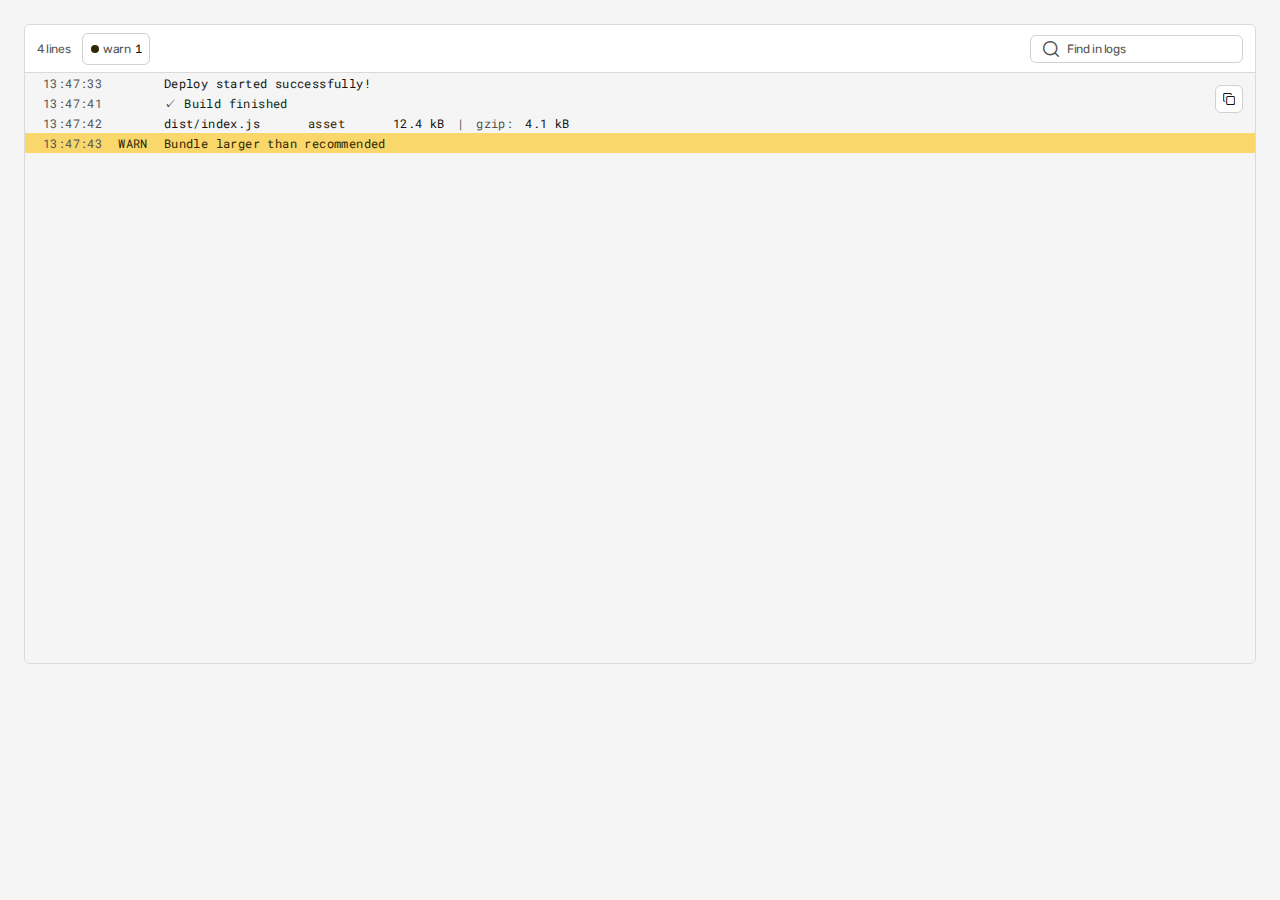 4 lines warn 1 Find in logs
13:47:33 Deploy started successfully!
13:47:41 ✓ Build finished
13:47:42 dist/index.js asset 12.4 kB | gzip: 4.1 kB
13:47:43 WARN Bundle larger than recommended